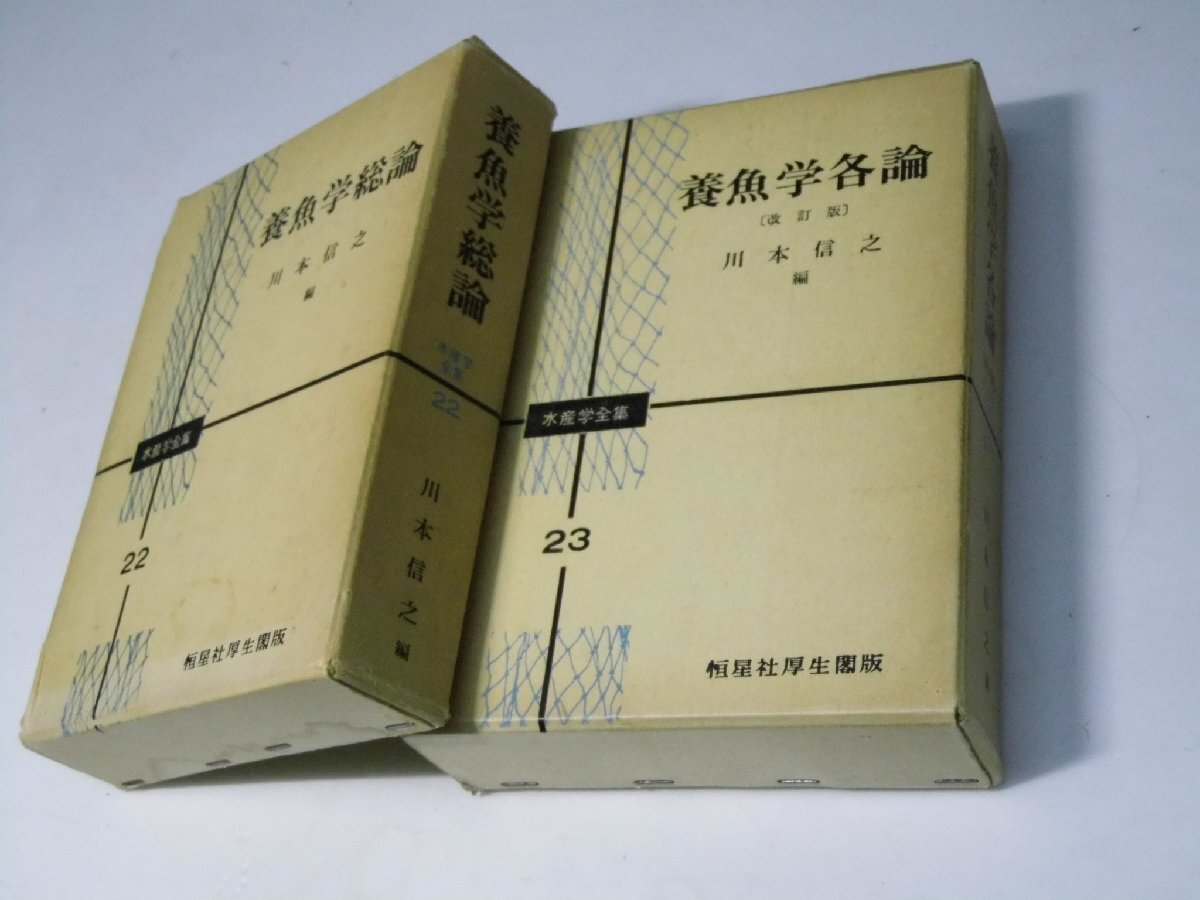 養魚学総論
川本信之
編
水産学全集
22
恒星社厚生閣版
養魚学総論
水産学
全集
22
川本信之編
養魚学各論
〔改訂版〕
川本信之
編
水産学全集
23
恒星社厚生閣版